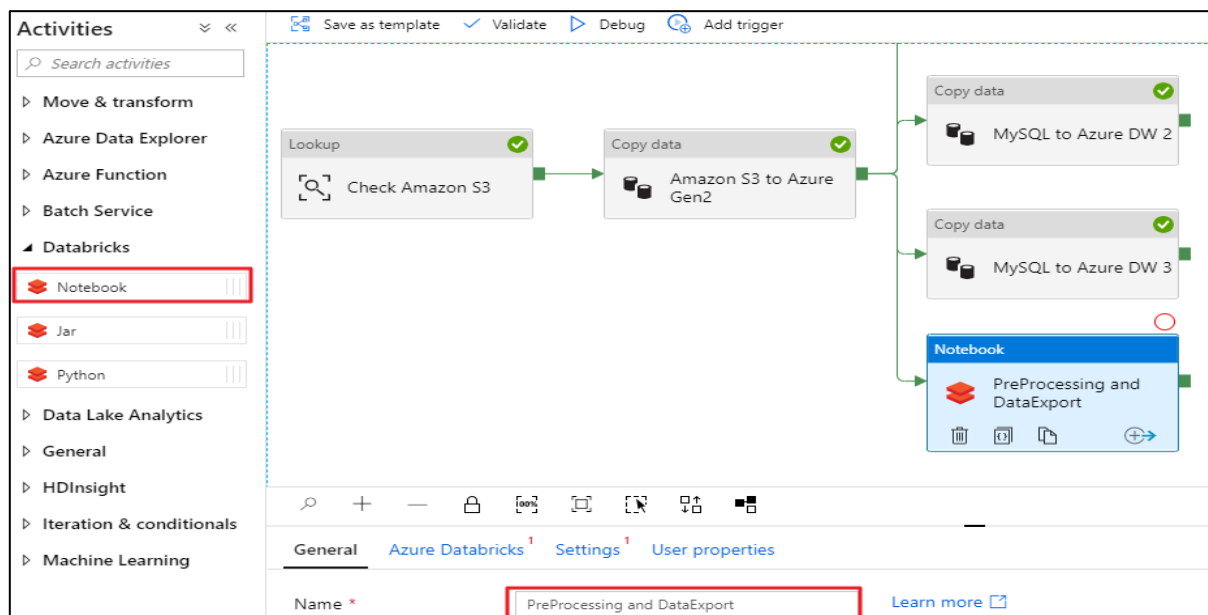 Activities
Search activities
Move & transform
Azure Data Explorer
Azure Function
Batch Service
Databricks
Notebook
Jar
Python
Data Lake Analytics
General
HDInsight
Iteration & conditionals
Machine Learning
Save as template Validate Debug Add trigger
Lookup
Check Amazon S3
Copy data
Amazon S3 to Azure
Gen2
Copy data
MySQL to Azure DW 2
Copy data
MySQL to Azure DW 3
Notebook
PreProcessing and
DataExport
100%
General Azure Databricks 1 Settings 1 User properties
Name * PreProcessing and DataExport Learn more